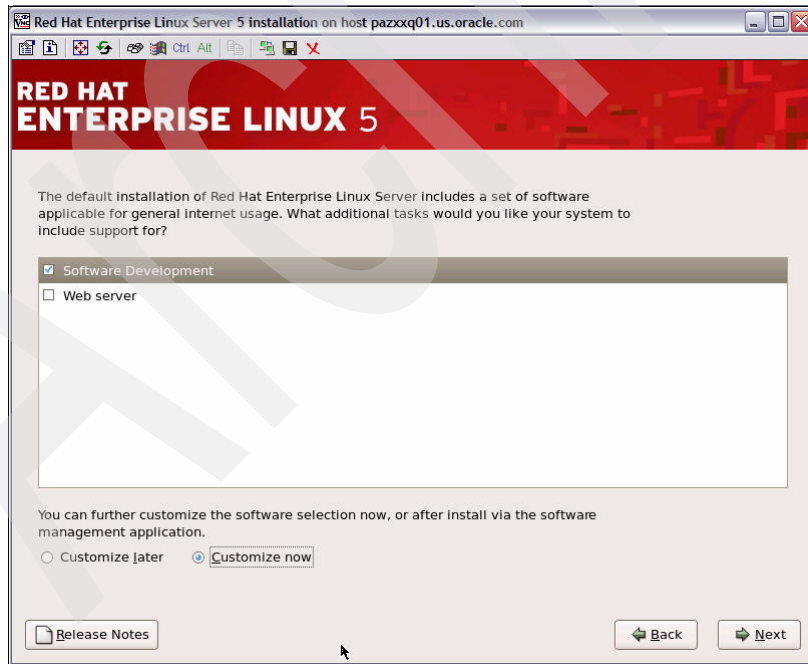 Red Hat Enterprise Linux Server 5 installation on host pazxxq01.us.oracle.com
Ctrl Alt
RED HAT
ENTERPRISE LINUX 5
The default installation of Red Hat Enterprise Linux Server includes a set of software
applicable for general internet usage. What additional tasks would you like your system to
include support for?
Software Development
Web server
You can further customize the software selection now, or after install via the software
management application.
Customize later Customize now
Release Notes Back Next